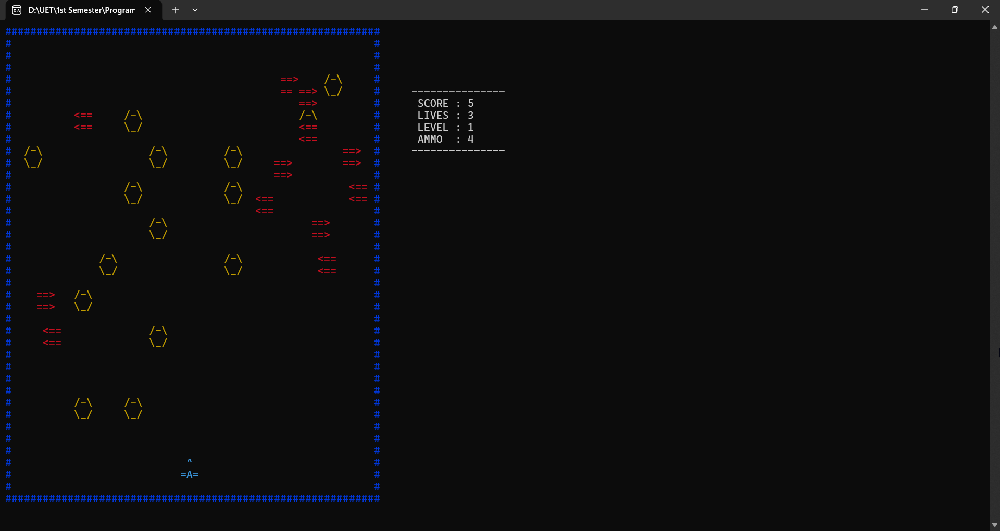 ############################################################
#                                                          #
#                                                          #
#                                                          #
#                                           ==>    /-\     #
#                                           == ==> \_/     #     ---------------
#                                              ==>         #      SCORE : 5
#          <==     /-\                         /-\         #      LIVES : 3
#          <==     \_/                         <==         #      LEVEL : 1
#                                              <==         #      AMMO  : 4
#  /-\                 /-\         /-\                ==>  #     ---------------
#  \_/                 \_/         \_/     ==>        ==>  #
#                                          ==>             #
#                  /-\             /-\                 <== #
#                  \_/             \_/  <==            <== #
#                                       <==                #
#                      /-\                       ==>       #
#                      \_/                       ==>       #
#                                                          #
#              /-\                 /-\            <==      #
#              \_/                 \_/            <==      #
#                                                          #
#    ==>   /-\                                             #
#    ==>   \_/                                             #
#                                                          #
#     <==              /-\                                 #
#     <==              \_/                                 #
#                                                          #
#                                                          #
#                                                          #
#                                                          #
#          /-\     /-\                                     #
#          \_/     \_/                                     #
#                                                          #
#                                                          #
#                                                          #
#                            ^                             #
#                           =A=                            #
#                                                          #
############################################################
D:\UET\1st Semester\Program